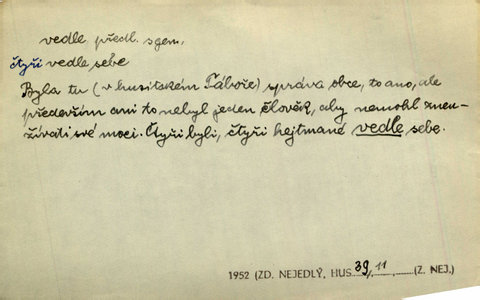 vedle předl. s gen.
čtyři vedle sebe
Byla tu (v husitském Táboře) správa obce, to ano, ale
především ani to nebyl jeden člověk, aby nemohl zneu-
žívati své moci. Čtyři byli, čtyři hejtmané vedle sebe.
1952 (ZD. NEJEDLÝ, HUS 39/11 (Z. NEJ.)